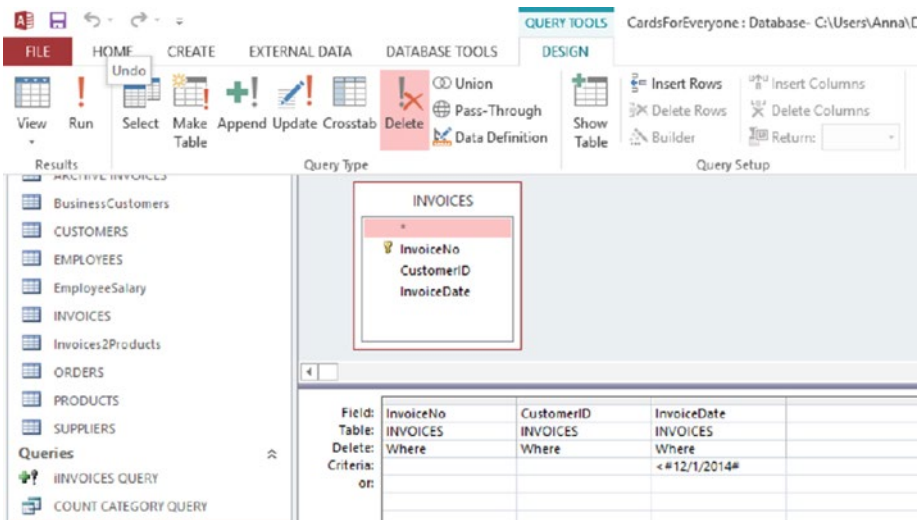 QUERY TOOLS CardsForEveryone : Database- C:\Users\Anna\
FILE HOME CREATE EXTERNAL DATA DATABASE TOOLS DESIGN
Undo
View Run Select Make Table Append Update Crosstab Delete
Union
Pass-Through
Data Definition
Show Table
Insert Rows
Delete Rows
Builder
Insert Columns
Delete Columns
Return:
Results Query Type Query Setup
ARCHIVE INVOICES
BusinessCustomers
CUSTOMERS
EMPLOYEES
EmployeeSalary
INVOICES
Invoices2Products
ORDERS
PRODUCTS
SUPPLIERS
Queries
iINVOICES QUERY
COUNT CATEGORY QUERY
INVOICES
*
InvoiceNo
CustomerID
InvoiceDate
Field: InvoiceNo CustomerID InvoiceDate
Table: INVOICES INVOICES INVOICES
Delete: Where Where Where
Criteria: <#12/1/2014#
or: